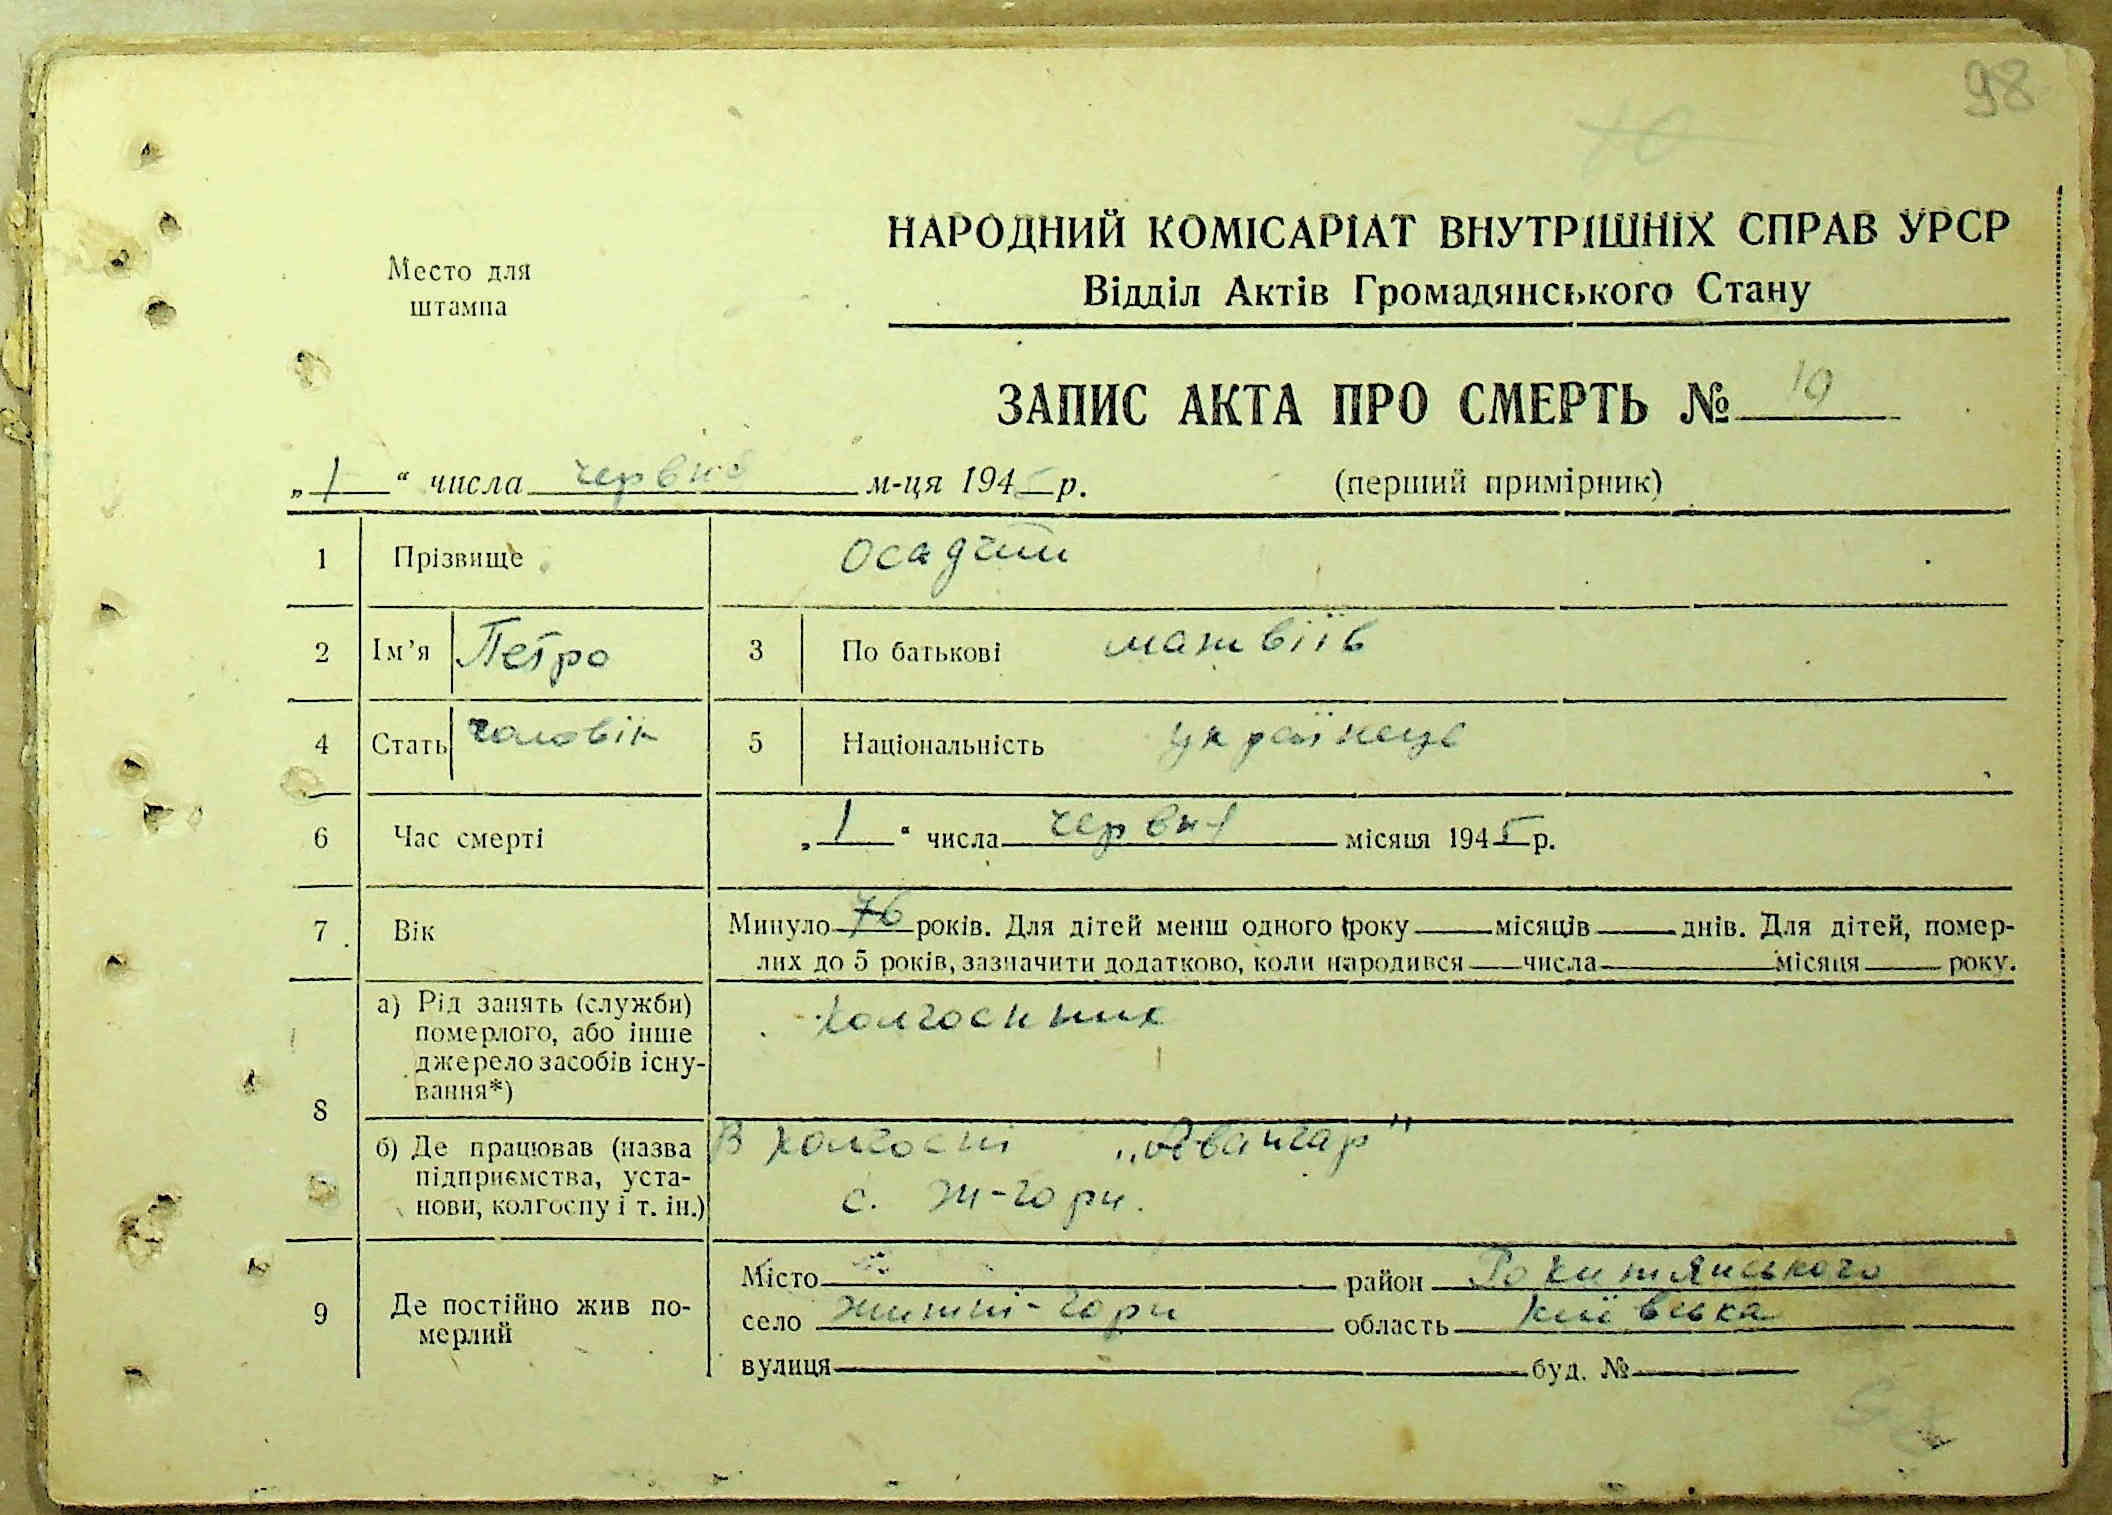 98
Место для
штампа
НАРОДНИЙ КОМІСАРІАТ ВНУТРІШНІХ СПРАВ УРСР
Відділ Актів Громадянського Стану
ЗАПИС АКТА ПРО СМЕРТЬ № 10
„ 1 “ числа червня м-ця 1945 р. (перший примірник)
1 Прізвище Осадчий
2 Ім’я Петро 3 По батькові матвіїв
4 Стать чоловік 5 Національність українець
6 Час смерті „ 1 “ числа червня місяця 1945 р.
7 Вік Минуло 76 років. Для дітей менш одного року місяців днів. Для дітей, помер-
лих до 5 років, зазначити додатково, коли народився числа місяця року.
8 а) Рід занять (служби)
померлого, або інше
джерело засобів існу-
вання*)
колгоспник
б) Де працював (назва
підприємства, уста-
нови, колгоспу і т. ін.)
В колгоспі „Авангар"
с. Ж-гори.
9 Де постійно жив по-
мерлий
Місто район Рокитянського
село житні-гори область київська
вулиця буд. №